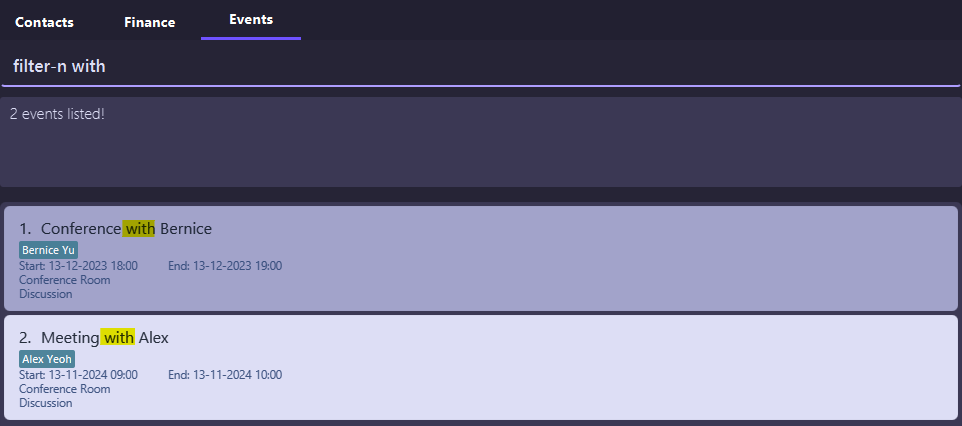 Contacts Finance Events
filter-n with
2 events listed!
1. Conference with Bernice
Bernice Yu
Start: 13-12-2023 18:00 End: 13-12-2023 19:00
Conference Room
Discussion
2. Meeting with Alex
Alex Yeoh
Start: 13-11-2024 09:00 End: 13-11-2024 10:00
Conference Room
Discussion